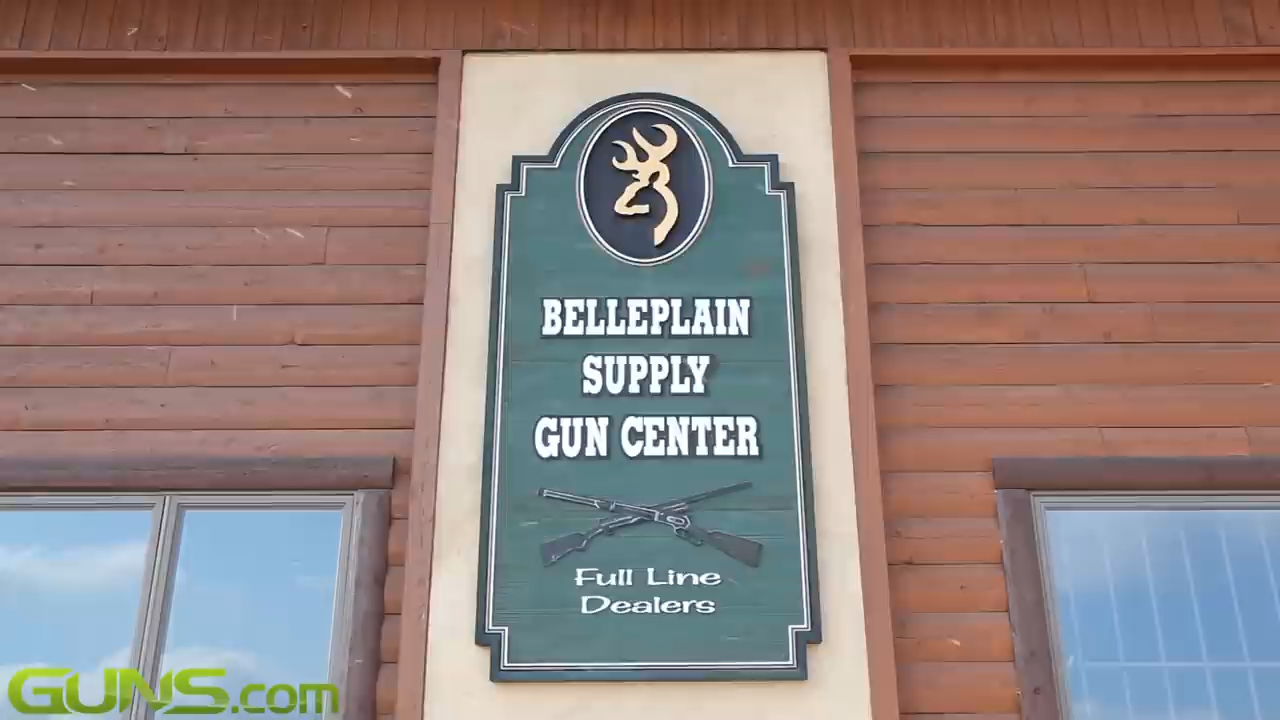 BELLEPLAIN
SUPPLY
GUN CENTER
Full Line
Dealers
GUNS.com